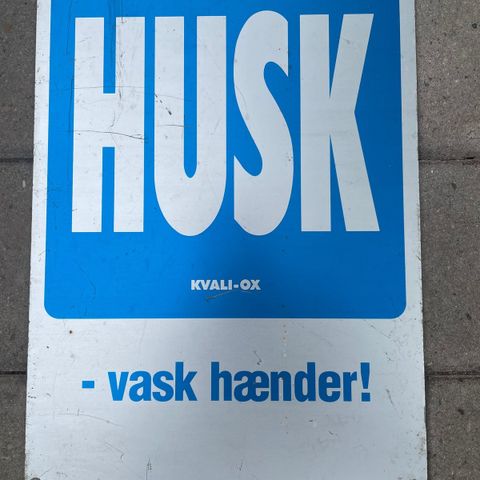 HUSK
KVALI-OX
- vask hænder!